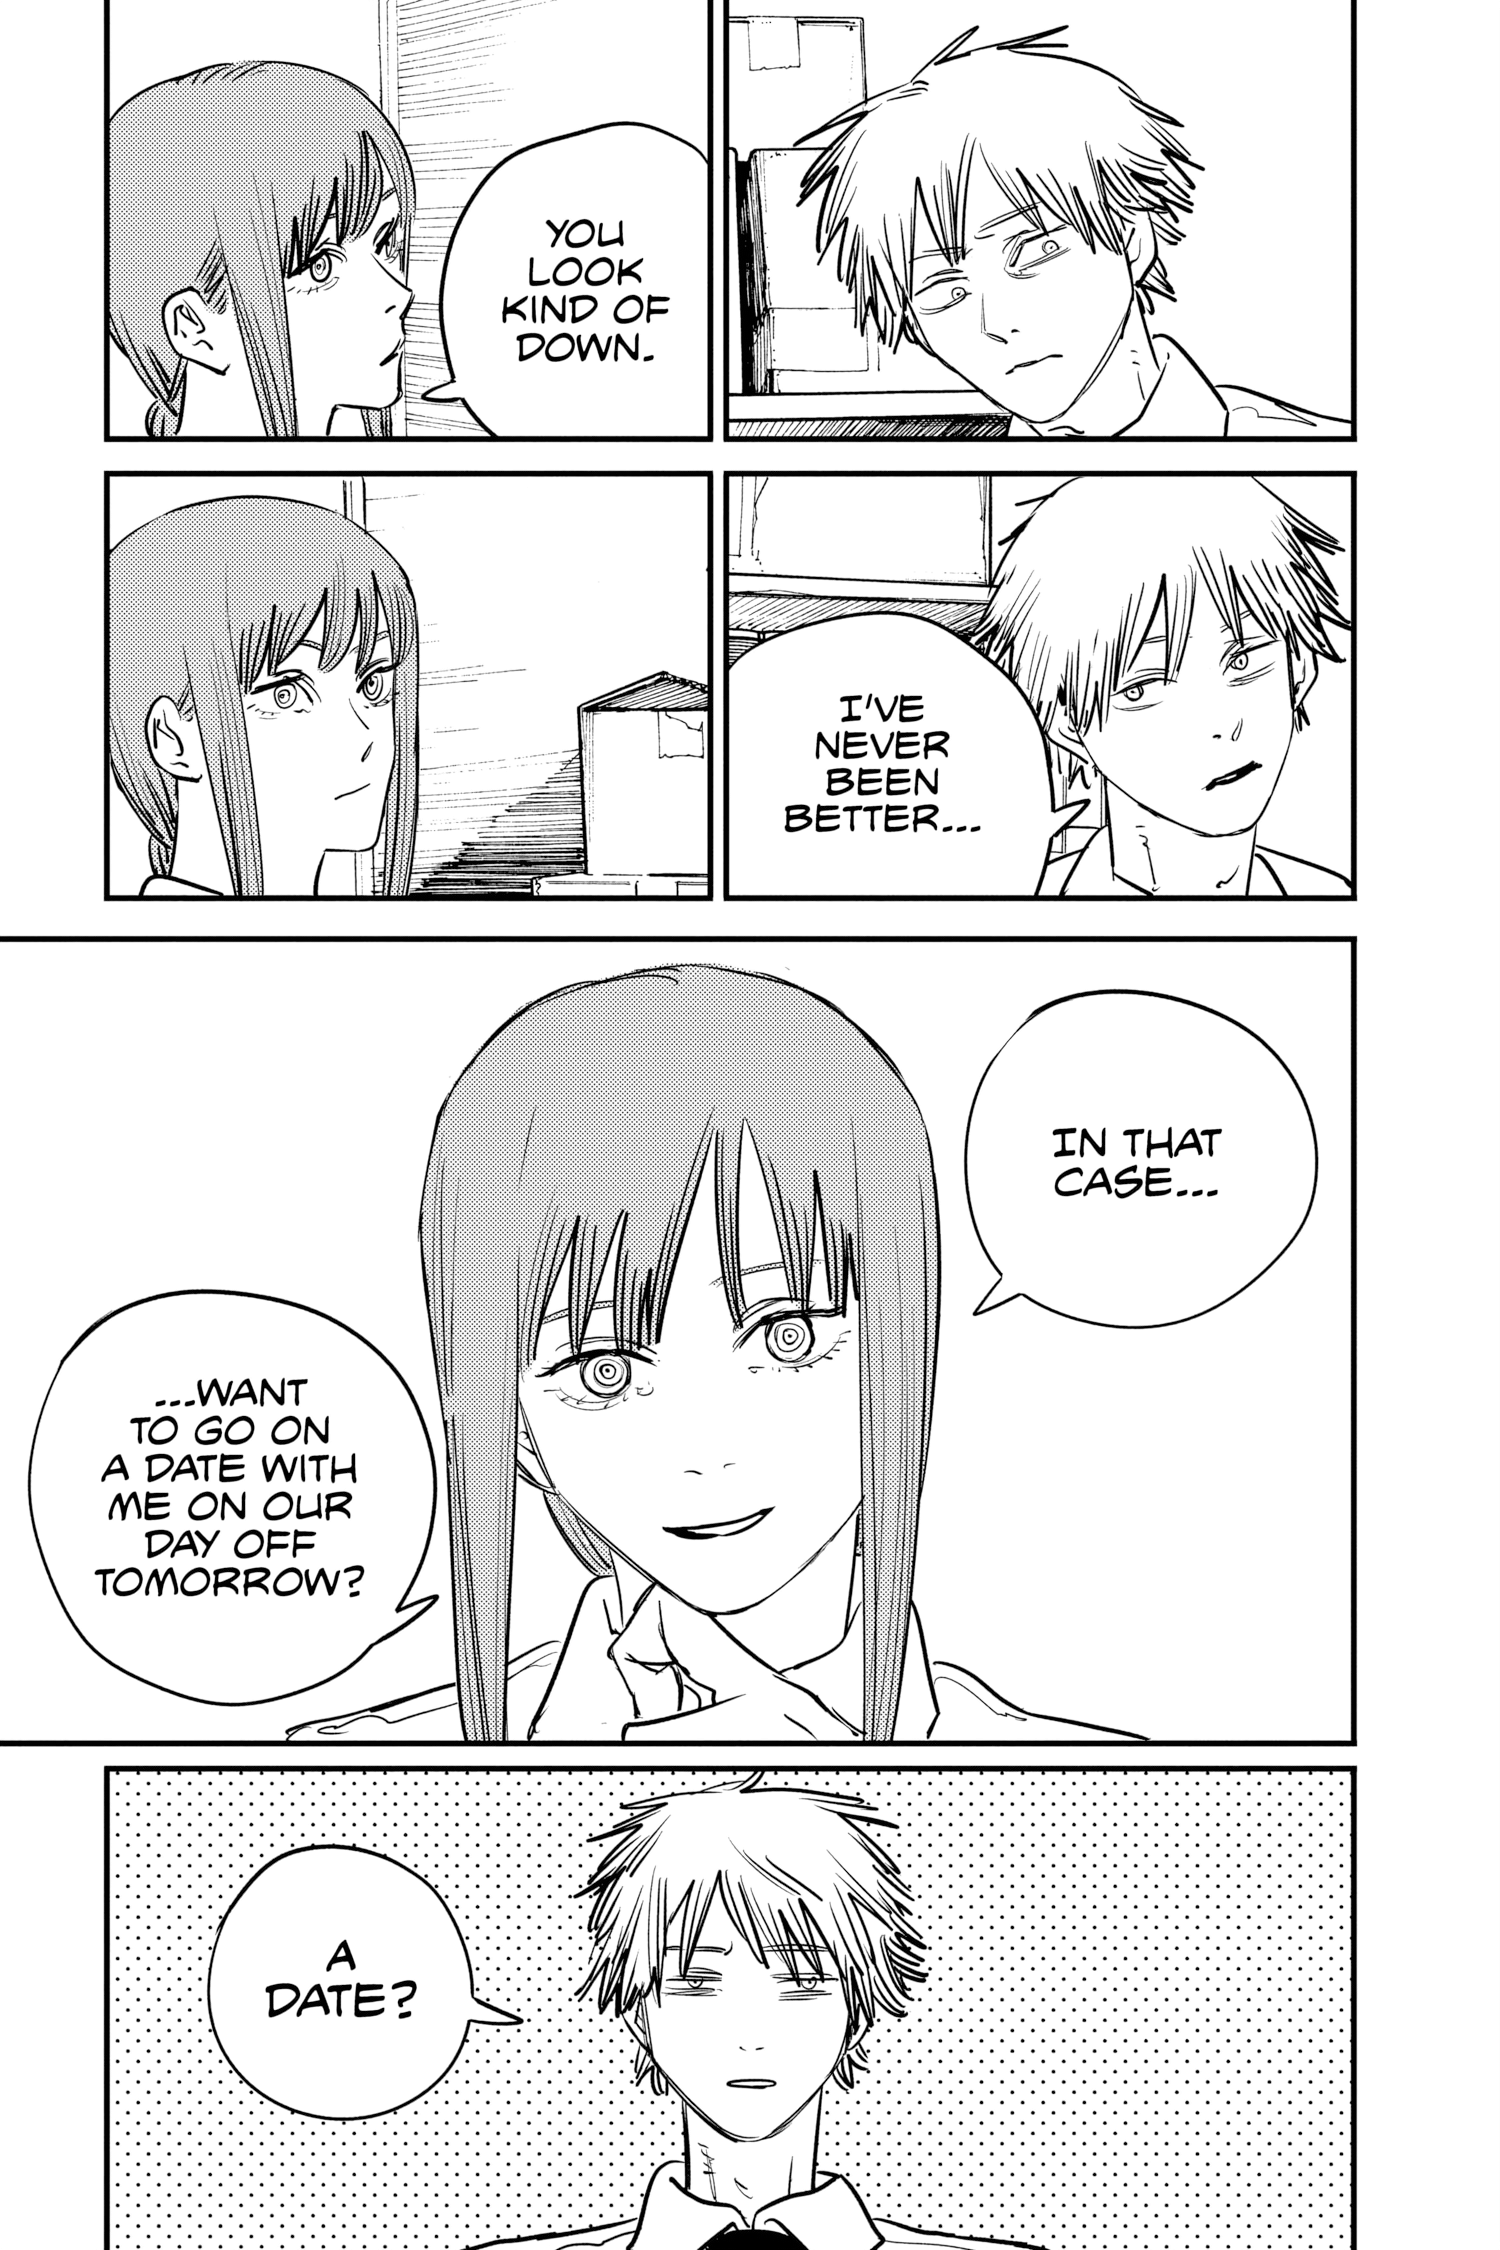 YOU
LOOK
KIND OF
DOWN.
I'VE
NEVER
BEEN
BETTER...
IN THAT
CASE...
...WANT
TO GO ON
A DATE WITH
ME ON OUR
DAY OFF
TOMORROW?
A
DATE?